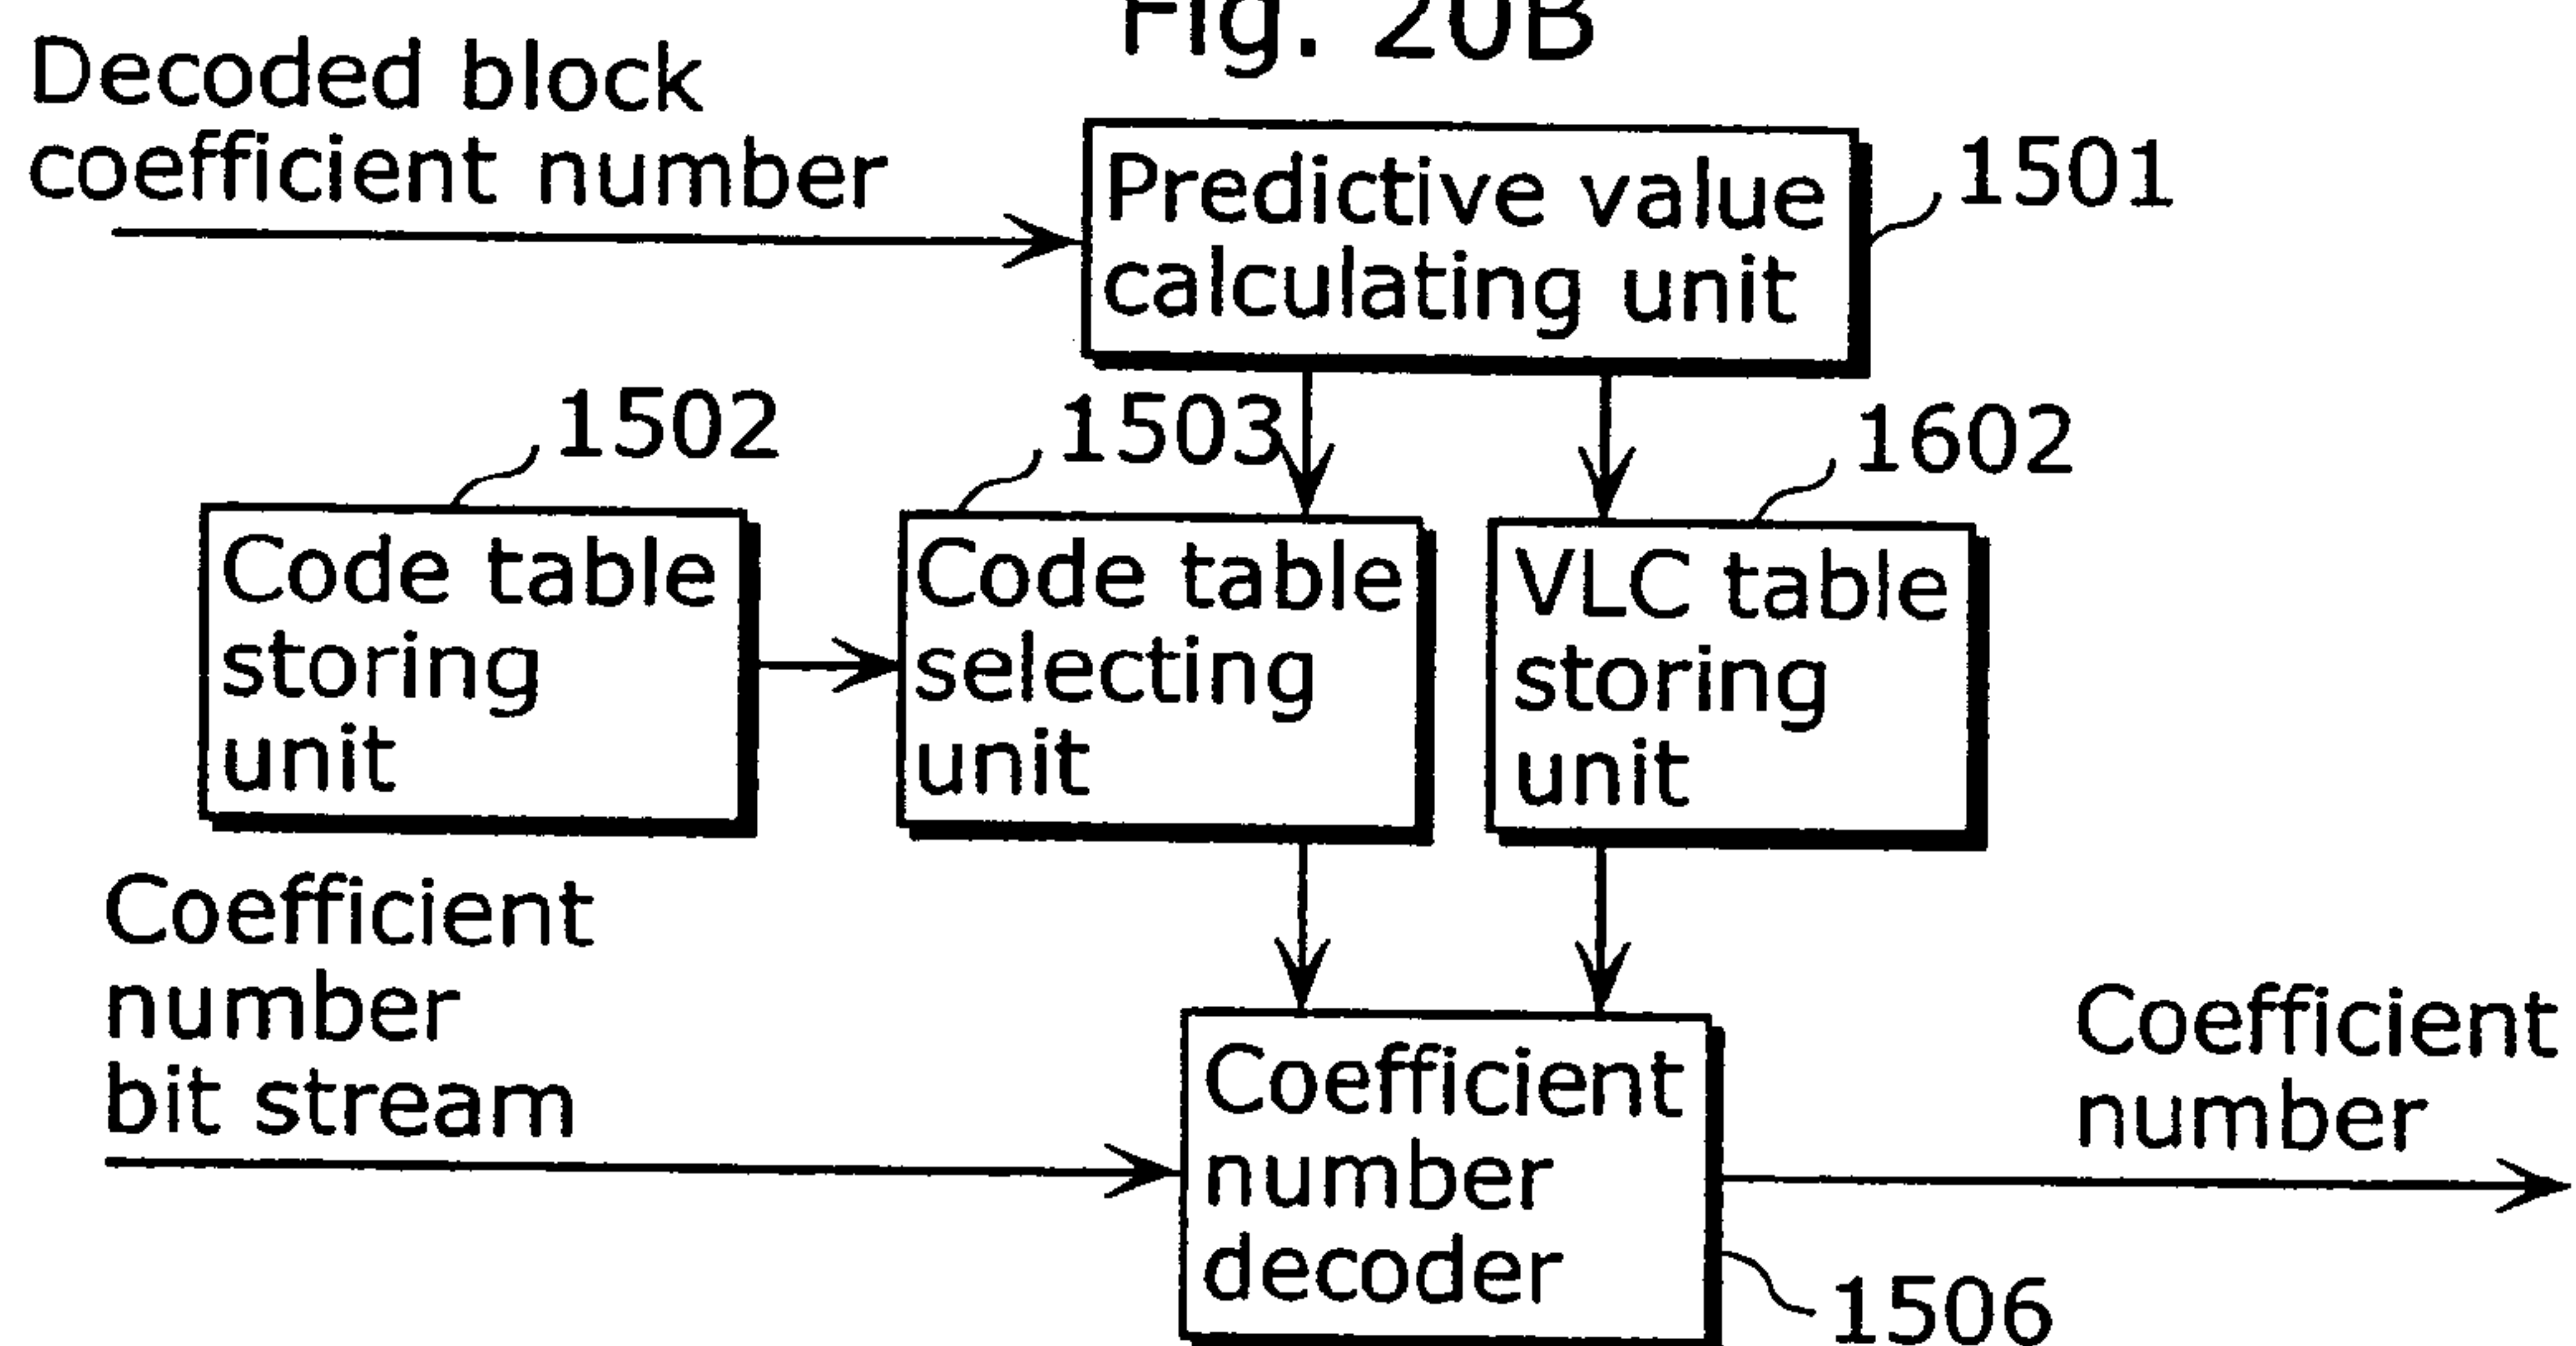 Fig. 20B
Decoded block
coefficient number
Predictive value
calculating unit
1501
1502
1503
1602
Code table
storing
unit
Code table
selecting
unit
VLC table
storing
unit
Coefficient
number
bit stream
Coefficient
number
decoder
Coefficient
number
1506